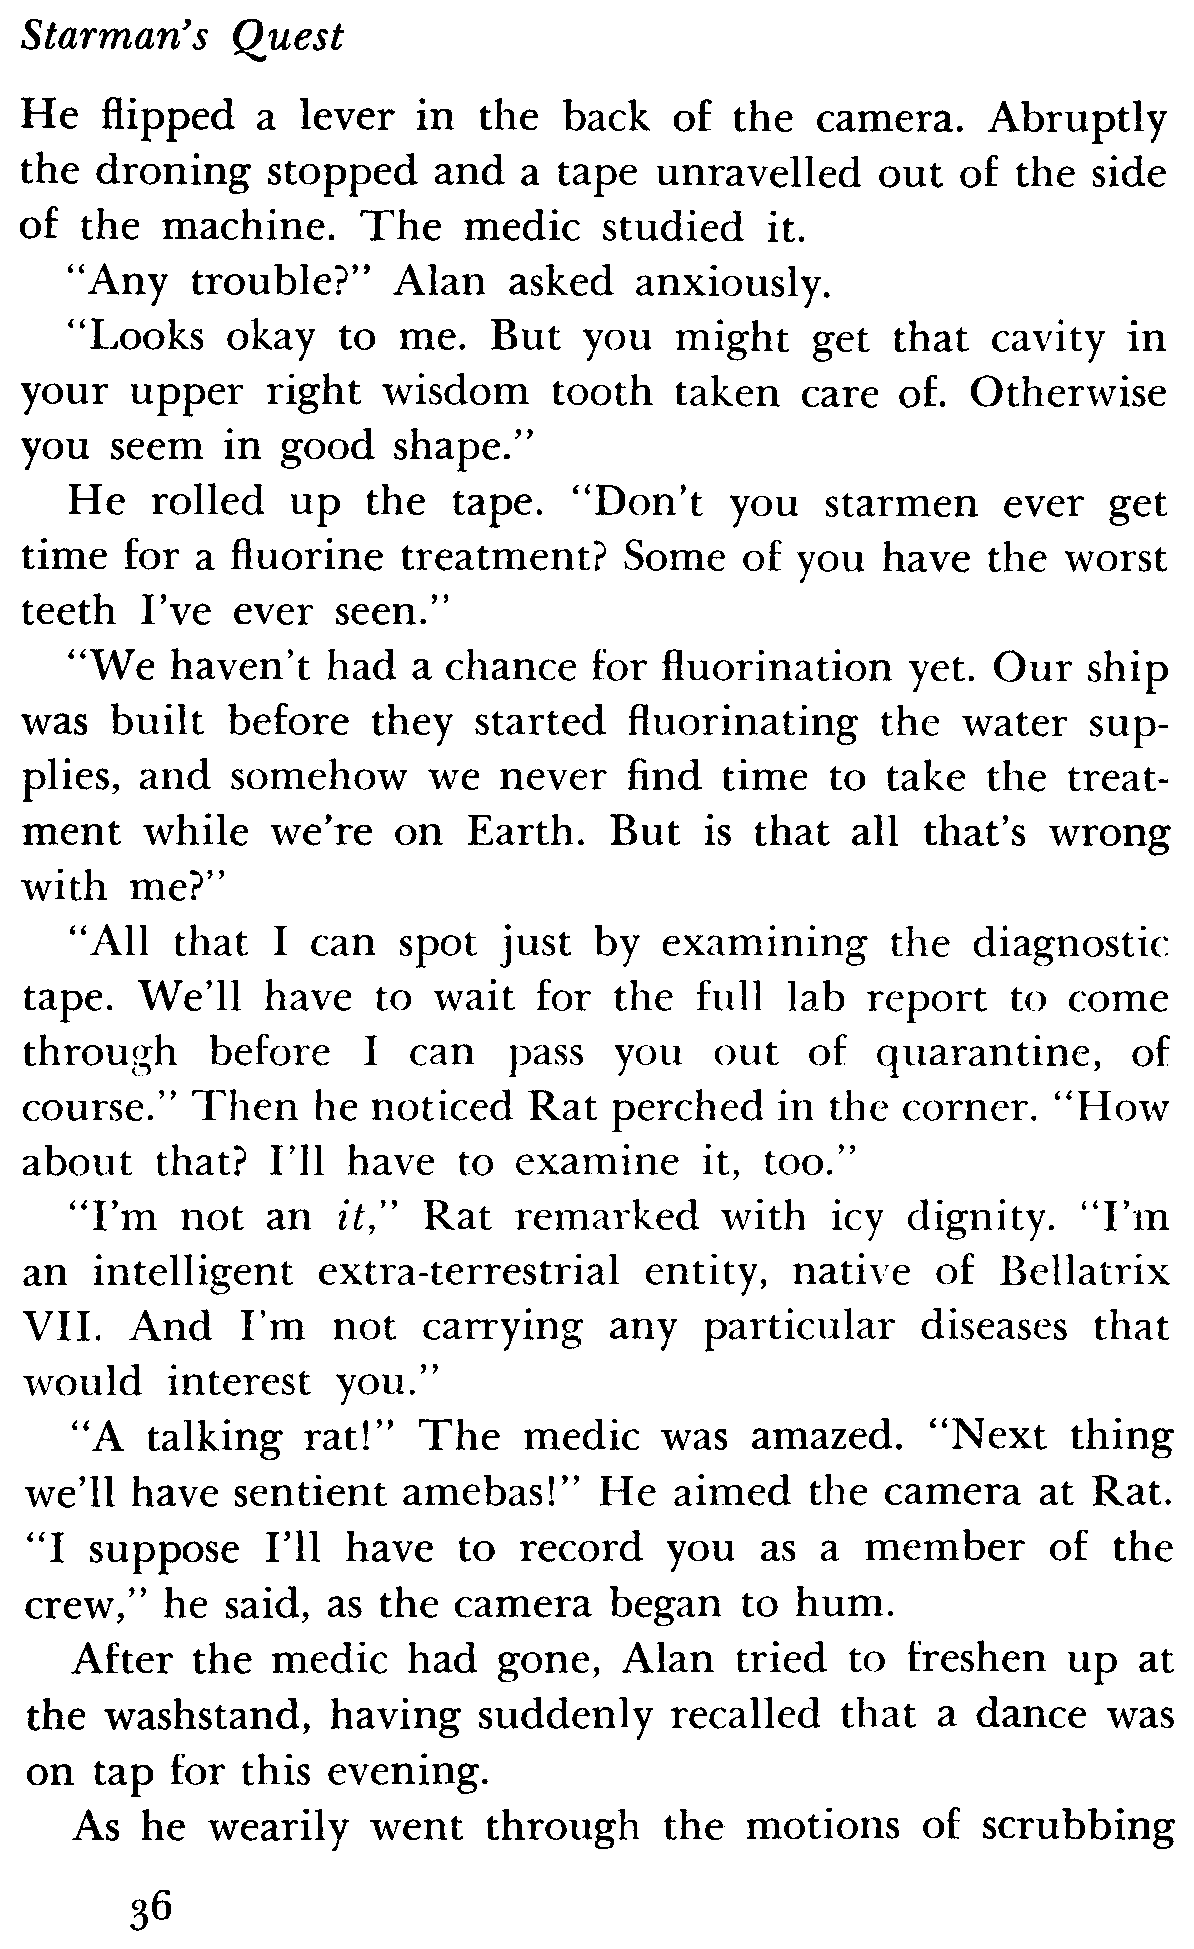 Starman's Quest
He flipped a lever in the back of the camera. Abruptly
the droning stopped and a tape unravelled out of the side
of the machine. The medic studied it.
“Any trouble?” Alan asked anxiously.
“Looks okay to me. But you might get that cavity in
your upper right wisdom tooth taken care of. Otherwise
you seem in good shape.”
He rolled up the tape. “Don't you starmen ever get
time for a fluorine treatment? Some of you have the worst
teeth I've ever seen.”
“We haven't had a chance for fluorination yet. Our ship
was built before they started fluorinating the water sup-
plies, and somehow we never find time to take the treat-
ment while we're on Earth. But is that all that's wrong
with me?”
“All that I can spot just by examining the diagnostic
tape. We'll have to wait for the full lab report to come
through before I can pass you out of quarantine, of
course.” Then he noticed Rat perched in the corner. “How
about that? I'll have to examine it, too.”
“I'm not an it,” Rat remarked with icy dignity. “I'm
an intelligent extra-terrestrial entity, native of Bellatrix
VII. And I'm not carrying any particular diseases that
would interest you.”
“A talking rat!” The medic was amazed. “Next thing
we'll have sentient amebas!” He aimed the camera at Rat.
“I suppose I'll have to record you as a member of the
crew,” he said, as the camera began to hum.
After the medic had gone, Alan tried to freshen up at
the washstand, having suddenly recalled that a dance was
on tap for this evening.
As he wearily went through the motions of scrubbing
36